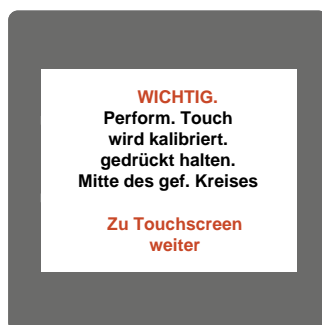 WICHTIG.
Perform. Touch
wird kalibriert.
gedrückt halten.
Mitte des gef. Kreises
Zu Touchscreen
weiter